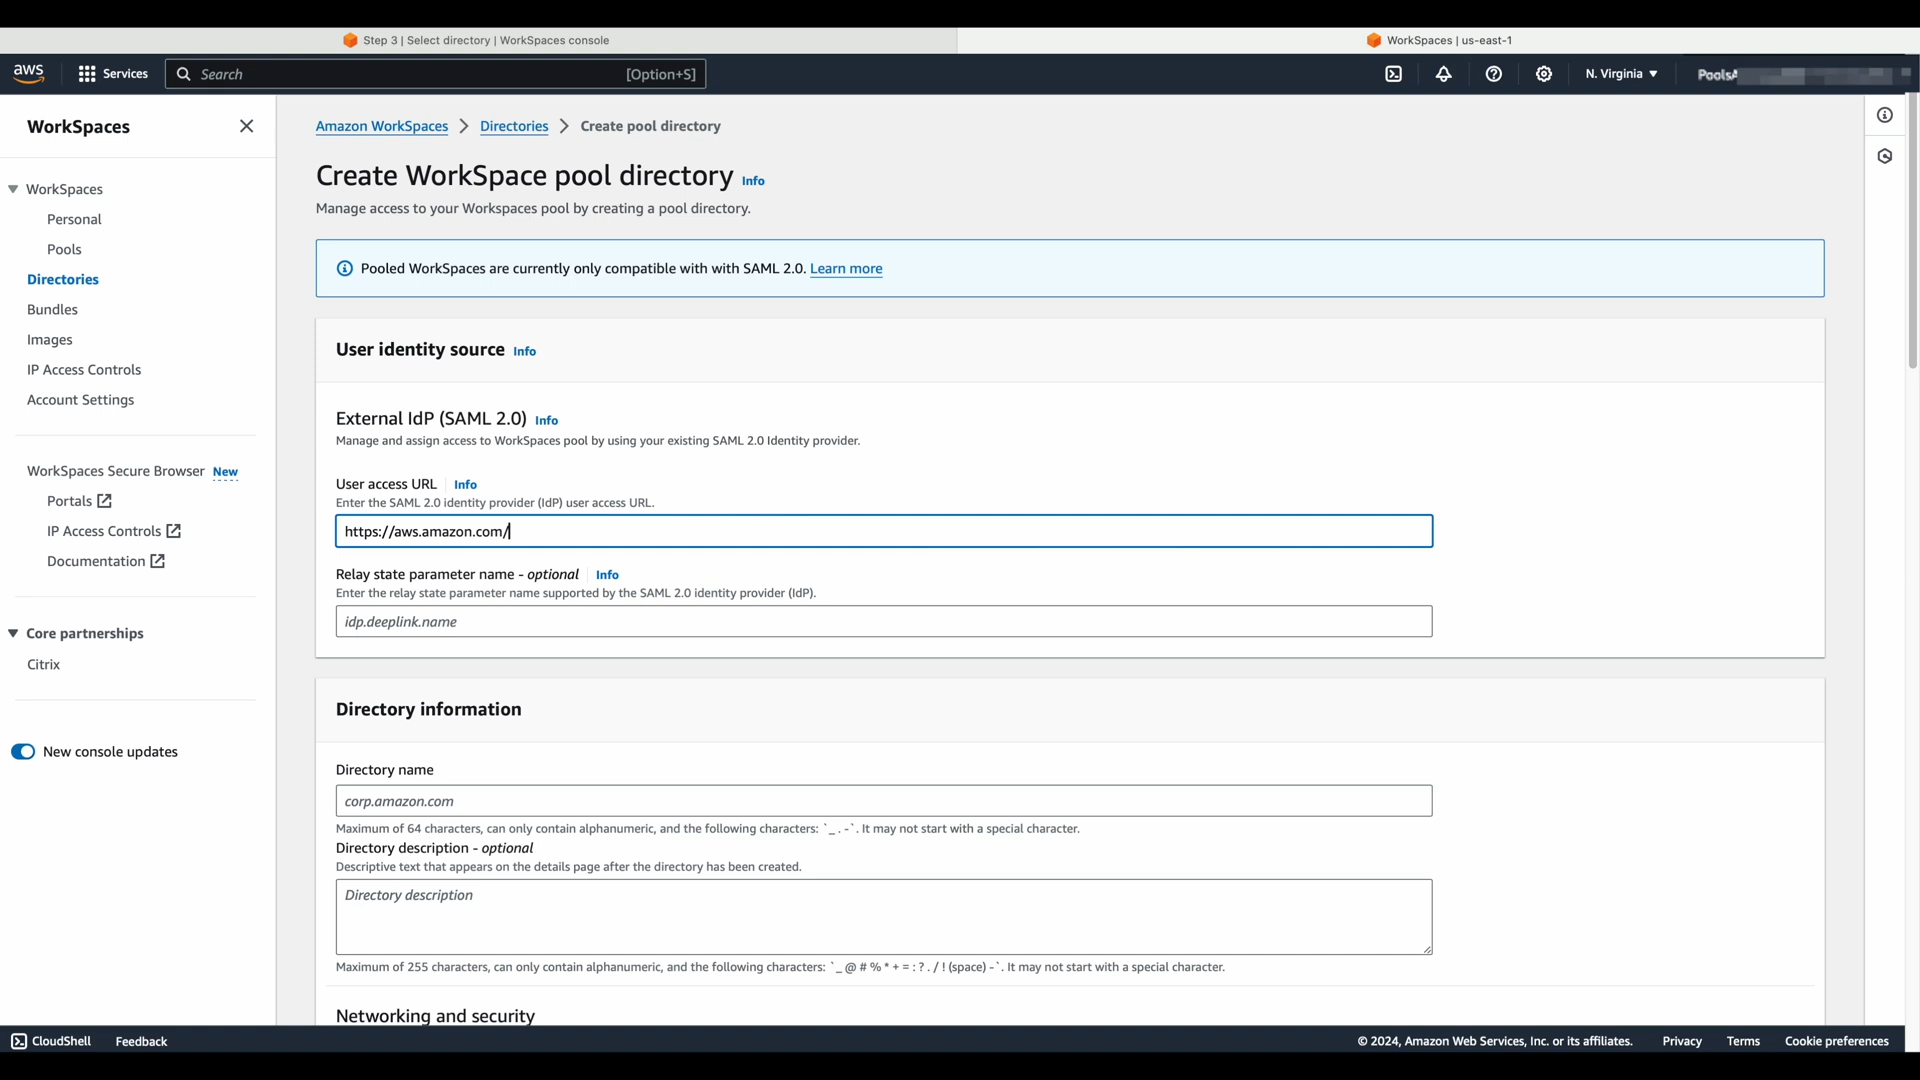 Step 3 | Select directory | WorkSpaces console
WorkSpaces | us-east-1
aws
Services
Search
[Option+S]
N. Virginia
WorkSpaces
WorkSpaces
Personal
Pools
Directories
Bundles
Images
IP Access Controls
Account Settings
WorkSpaces Secure Browser New
Portals
IP Access Controls
Documentation
Core partnerships
Citrix
New console updates
Amazon WorkSpaces > Directories > Create pool directory
Create WorkSpace pool directory Info
Manage access to your Workspaces pool by creating a pool directory.
Pooled WorkSpaces are currently only compatible with with SAML 2.0. Learn more
User identity source Info
External IdP (SAML 2.0) Info
Manage and assign access to WorkSpaces pool by using your existing SAML 2.0 Identity provider.
User access URL Info
Enter the SAML 2.0 identity provider (IdP) user access URL.
https://aws.amazon.com/
Relay state parameter name - optional Info
Enter the relay state parameter name supported by the SAML 2.0 identity provider (IdP).
idp.deeplink.name
Directory information
Directory name
corp.amazon.com
Maximum of 64 characters, can only contain alphanumeric, and the following characters: `_ . -`. It may not start with a special character.
Directory description - optional
Descriptive text that appears on the details page after the directory has been created.
Directory description
Maximum of 255 characters, can only contain alphanumeric, and the following characters: `_ @ # % * + = : ? . / ! (space) -`. It may not start with a special character.
Networking and security
CloudShell
Feedback
© 2024, Amazon Web Services, Inc. or its affiliates.
Privacy
Terms
Cookie preferences